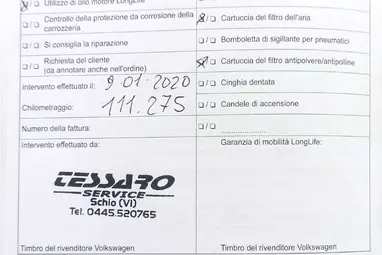 Utilizzo di olio motore LongLife
Controllo della protezione da corrosione della
carrozzeria
Si consiglia la riparazione
Richiesta del cliente
(da annotare anche nell'ordine)
Intervento effettuato il: 9 01 2020
Chilometraggio: 111.275
Numero della fattura:
Intervento effettuato da:
TESSARO
SERVICE
Schio (VI)
Tel. 0445.520765
Timbro del rivenditore Volkswagen
Cartuccia del filtro dell'aria
Bomboletta di sigillante per pneumatici
Cartuccia del filtro antipolvere/antipolline
Cinghia dentata
Candele di accensione
Garanzia di mobilità LongLife:
Timbro del rivenditore Volkswagen